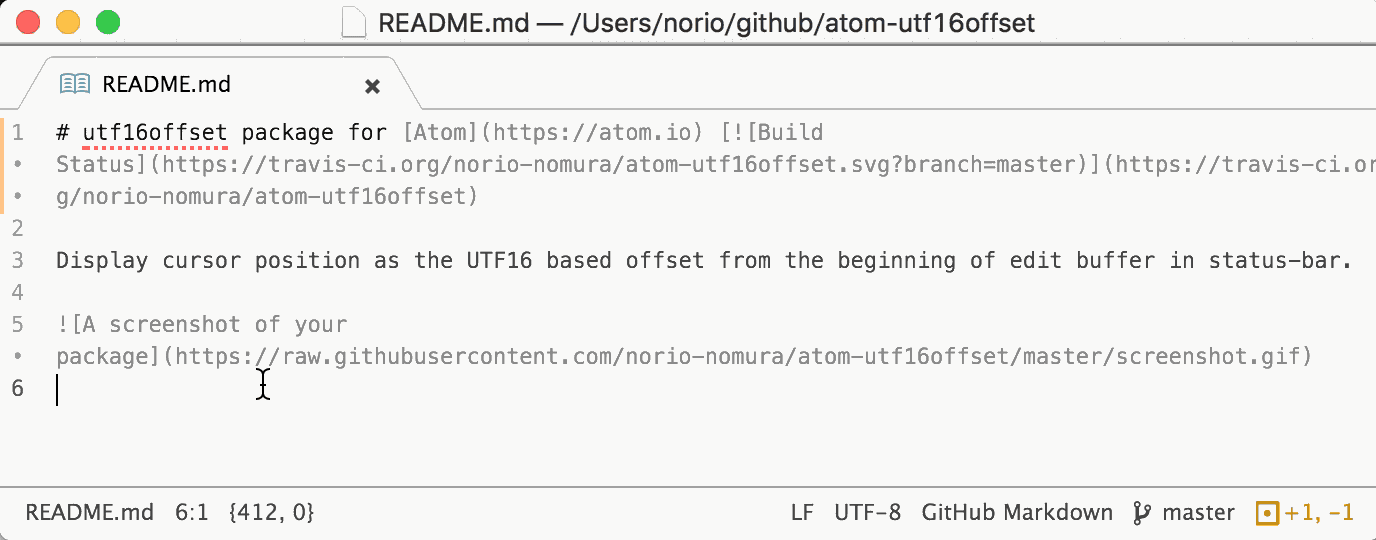 README.md — /Users/norio/github/atom-utf16offset
README.md
1 # utf16offset package for [Atom](https://atom.io) [![Build
• Status](https://travis-ci.org/norio-nomura/atom-utf16offset.svg?branch=master)](https://travis-ci.or
• g/norio-nomura/atom-utf16offset)
2
3 Display cursor position as the UTF16 based offset from the beginning of edit buffer in status-bar.
4
5 ![A screenshot of your
• package](https://raw.githubusercontent.com/norio-nomura/atom-utf16offset/master/screenshot.gif)
6
README.md 6:1 {412, 0} LF UTF-8 GitHub Markdown master +1, -1